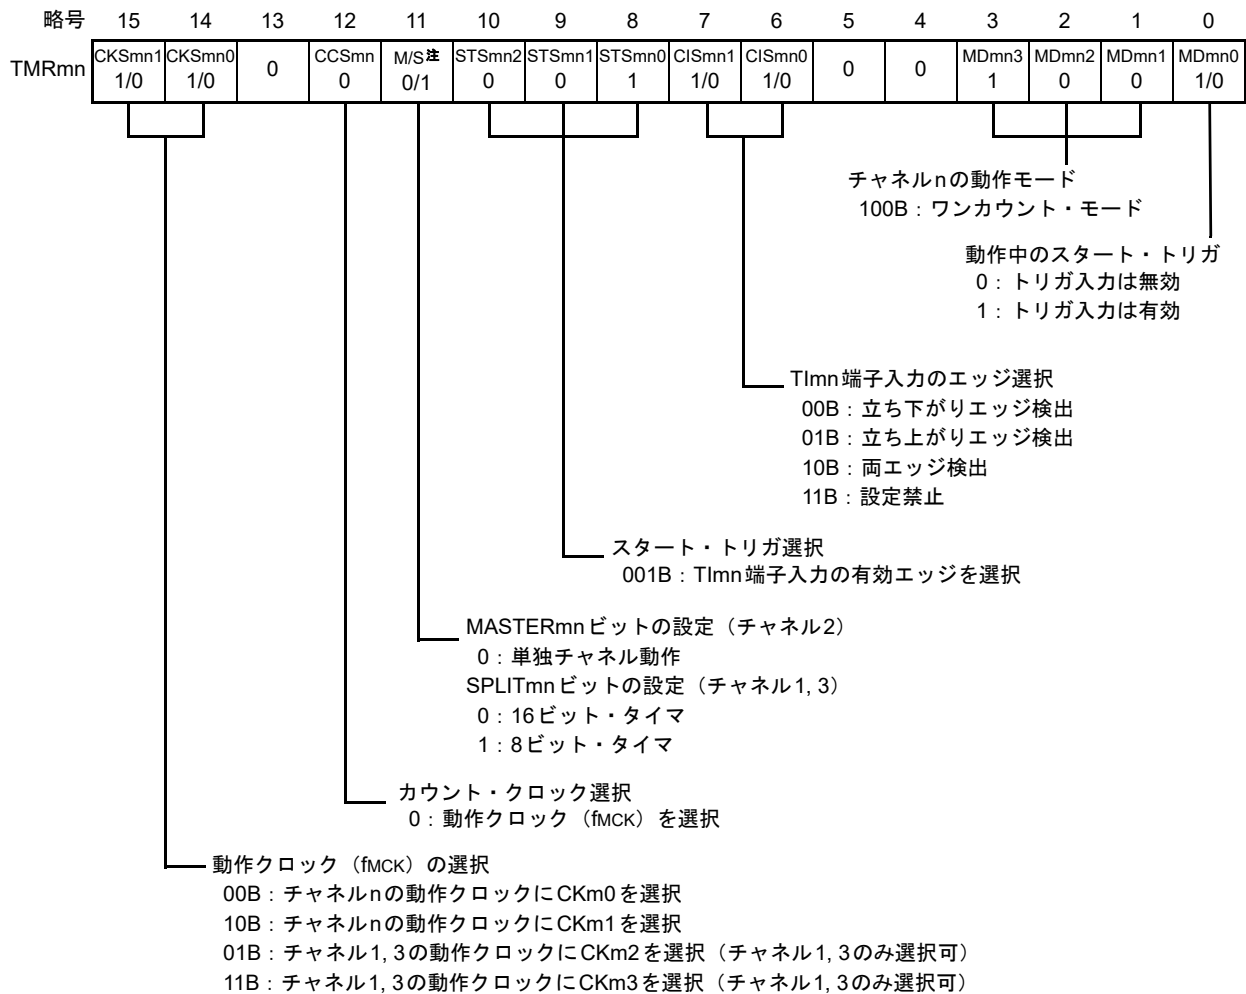 略号 15 14 13 12 11 10 9 8 7 6 5 4 3 2 1 0
TMRmn CKSmn1 CKSmn0 0 CCSmn M/S注 STSmn2 STSmn1 STSmn0 CISmn1 CISmn0 0 0 MDmn3 MDmn2 MDmn1 MDmn0
1/0 1/0 0 0/1 0 0 1 1/0 1/0 1 0 0 1/0
チャネルnの動作モード
100B：ワンカウント・モード
動作中のスタート・トリガ
0：トリガ入力は無効
1：トリガ入力は有効
TImn端子入力のエッジ選択
00B：立ち下がりエッジ検出
01B：立ち上がりエッジ検出
10B：両エッジ検出
11B：設定禁止
スタート・トリガ選択
001B：TImn端子入力の有効エッジを選択
MASTERmnビットの設定（チャネル2）
0：単独チャネル動作
SPLITmnビットの設定（チャネル1, 3）
0：16ビット・タイマ
1：8ビット・タイマ
カウント・クロック選択
0：動作クロック（fMCK）を選択
動作クロック（fMCK）の選択
00B：チャネルnの動作クロックにCKm0を選択
10B：チャネルnの動作クロックにCKm1を選択
01B：チャネル1, 3の動作クロックにCKm2を選択（チャネル1, 3のみ選択可）
11B：チャネル1, 3の動作クロックにCKm3を選択（チャネル1, 3のみ選択可）